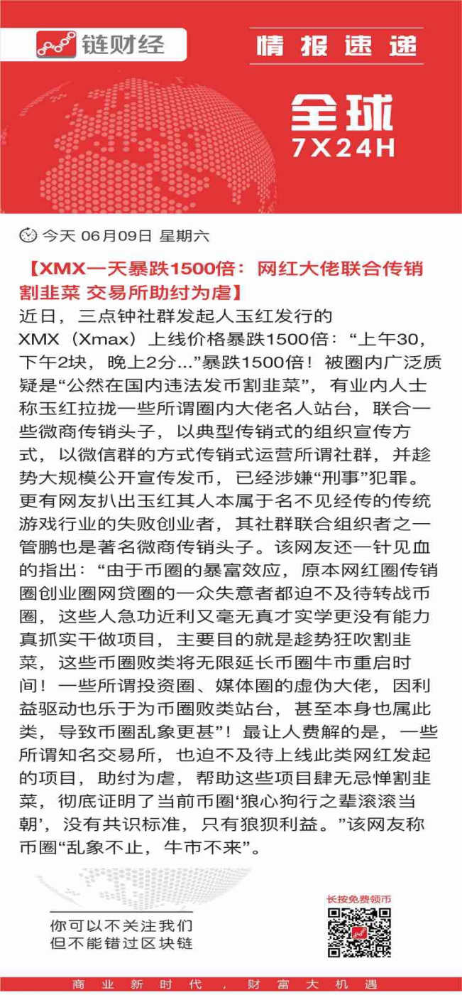 链财经
情报速递
全球
7X24H
今天 06月09日 星期六
【XMX一天暴跌1500倍： 网红大佬联合传销
割韭菜 交易所助纣为虐】
近日，三点钟社群发起人玉红发行的
XMX（Xmax）上线价格暴跌1500倍：“上午30，
下午2块，晚上2分...”暴跌1500倍！被圈内广泛质
疑是“公然在国内违法发币割韭菜”，有业内人士
称玉红拉拢一些所谓圈内大佬名人站台，联合一
些微商传销头子，以典型传销式的组织宣传方
式，以微信群的方式传销式运营所谓社群，并趁
势大规模公开宣传发币，已经涉嫌“刑事”犯罪。
更有网友扒出玉红其人本属于名不见经传的传统
游戏行业的失败创业者，其社群联合组织者之一
管鹏也是著名微商传销头子。该网友还一针见血
的指出：“由于币圈的暴富效应，原本网红圈传销
圈创业圈网贷圈的一众失意者都迫不及待转战币
圈，这些人急功近利又毫无真才实学更没有能力
真抓实干做项目，主要目的就是趁势狂吹割韭
菜，这些币圈败类将无限延长币圈牛市重启时
间！一些所谓投资圈、媒体圈的虚伪大佬，因利
益驱动也乐于为币圈败类站台，甚至本身也属此
类，导致币圈乱象更甚”！最让人费解的是，一些
所谓知名交易所，也迫不及待上线此类网红发起
的项目，助纣为虐，帮助这些项目肆无忌惮割韭
菜，彻底证明了当前币圈‘狼心狗行之辈滚滚当
朝’，没有共识标准，只有狼狈利益。”该网友称
币圈“乱象不止，牛市不来”。
长按免费领币
你可以不关注我们
但不能错过区块链
商业新时代，财富大机遇